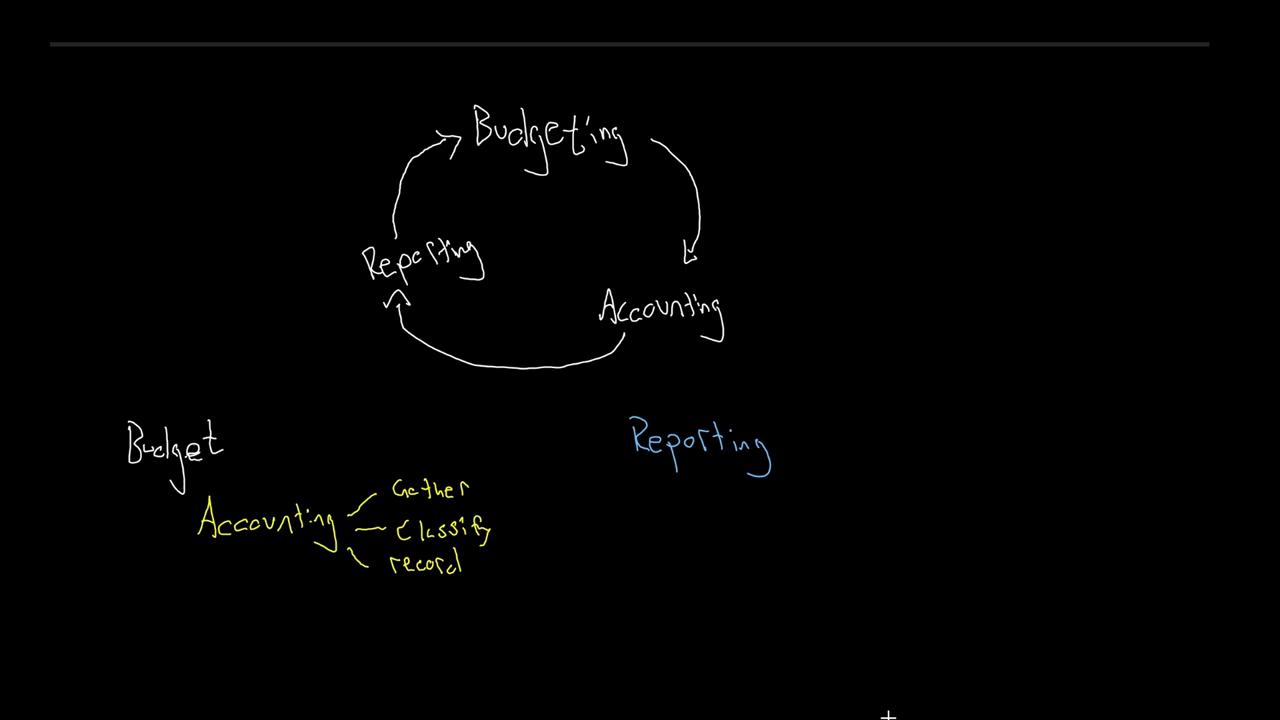 Budgeting
Reporting
Accounting
Budget
Reporting
Accounting
Gather
Classify
record